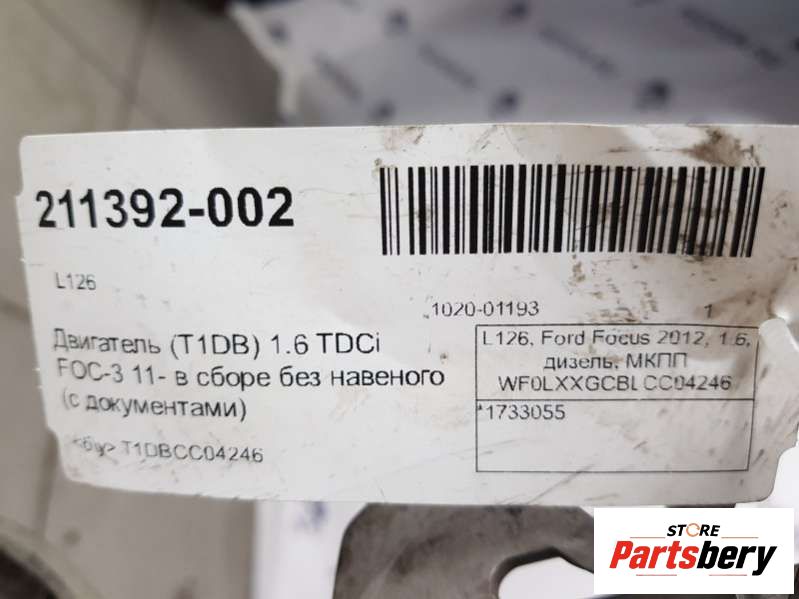 211392-002
L126
1020-01193 1
Двигатель (T1DB) 1.6 TDCi
FOC-3 11- в сборе без навеного
(с документами)
<бу> T1DBCC04246
L126, Ford Focus 2012, 1.6,
дизель, МКПП
WF0LXXGCBLCC04246
*1733055
STORE
Partsbery